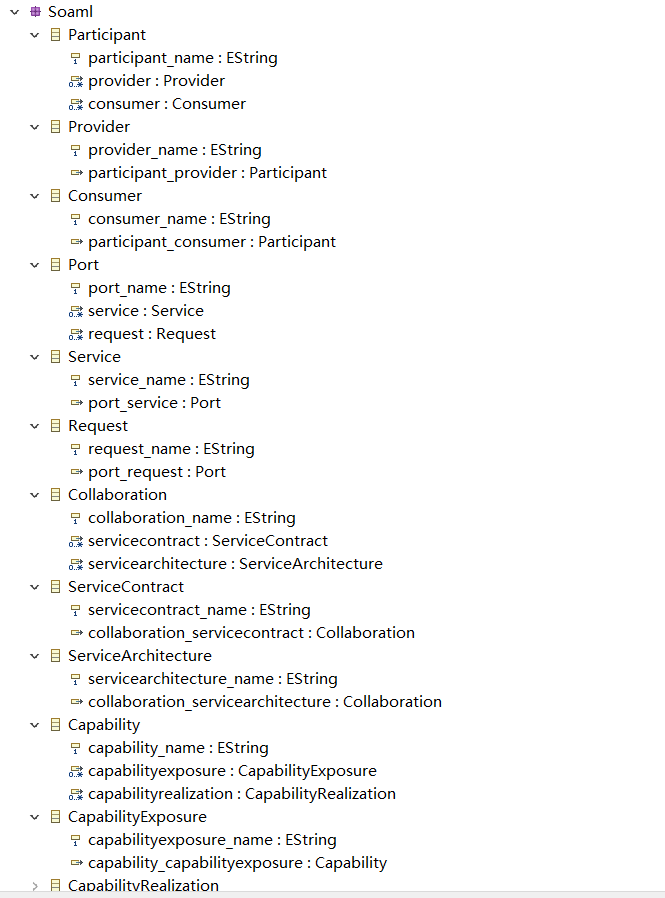 Soaml
Participant
participant_name : EString
provider : Provider
consumer : Consumer
Provider
provider_name : EString
participant_provider : Participant
Consumer
consumer_name : EString
participant_consumer : Participant
Port
port_name : EString
service : Service
request : Request
Service
service_name : EString
port_service : Port
Request
request_name : EString
port_request : Port
Collaboration
collaboration_name : EString
servicecontract : ServiceContract
servicearchitecture : ServiceArchitecture
ServiceContract
servicecontract_name : EString
collaboration_servicecontract : Collaboration
ServiceArchitecture
servicearchitecture_name : EString
collaboration_servicearchitecture : Collaboration
Capability
capability_name : EString
capabilityexposure : CapabilityExposure
capabilityrealization : CapabilityRealization
CapabilityExposure
capabilityexposure_name : EString
capability_capabilityexposure : Capability
CapabilityRealization